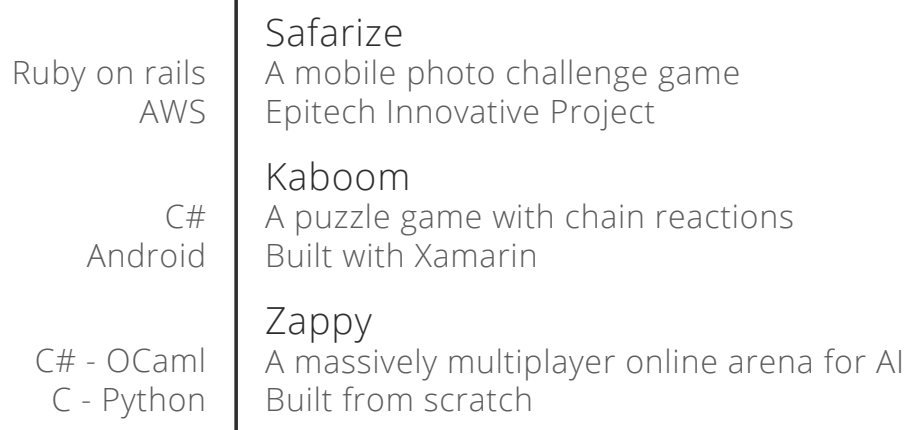 Safarize
Ruby on rails A mobile photo challenge game
AWS Epitech Innovative Project
Kaboom
C# A puzzle game with chain reactions
Android Built with Xamarin
Zappy
C# - OCaml A massively multiplayer online arena for AI
C - Python Built from scratch